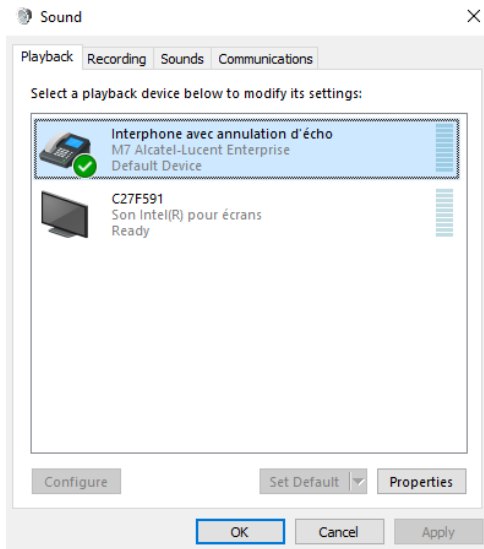 Sound
Playback Recording Sounds Communications
Select a playback device below to modify its settings:
Interphone avec annulation d'écho
M7 Alcatel-Lucent Enterprise
Default Device
C27F591
Son Intel(R) pour écrans
Ready
Configure Set Default Properties
OK Cancel Apply